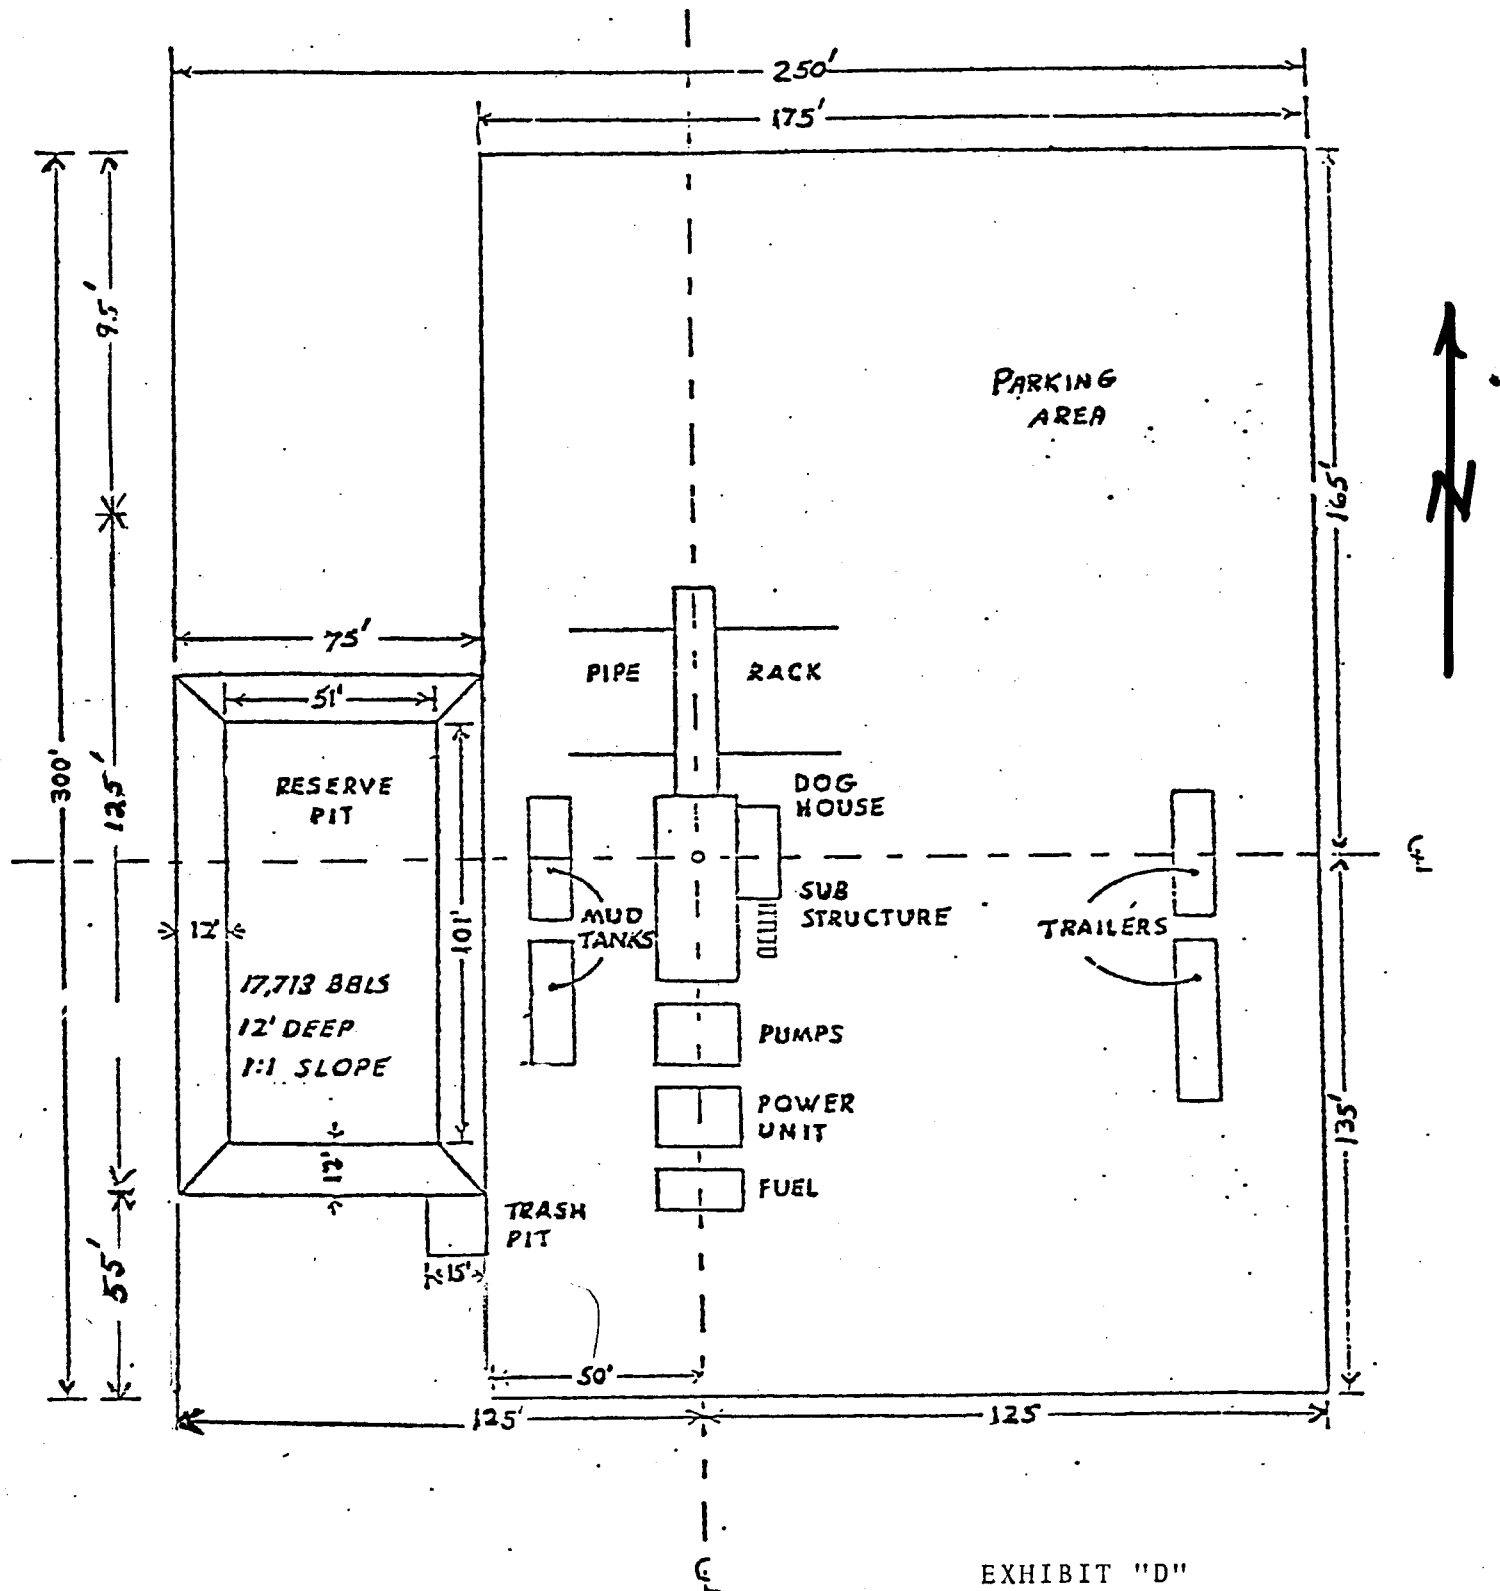 250'
175'
95'
PARKING
AREA
165'
N
75'
PIPE RACK
51'
300'
125'
RESERVE
PIT
DOG
HOUSE
101'
12'
MUD
TANKS
SUB
STRUCTURE
TRAILERS
17,713 BBLS
12' DEEP
1:1 SLOPE
PUMPS
POWER
UNIT
135'
12'
FUEL
TRASH
PIT
55'
15'
50'
125'
125
EXHIBIT "D"